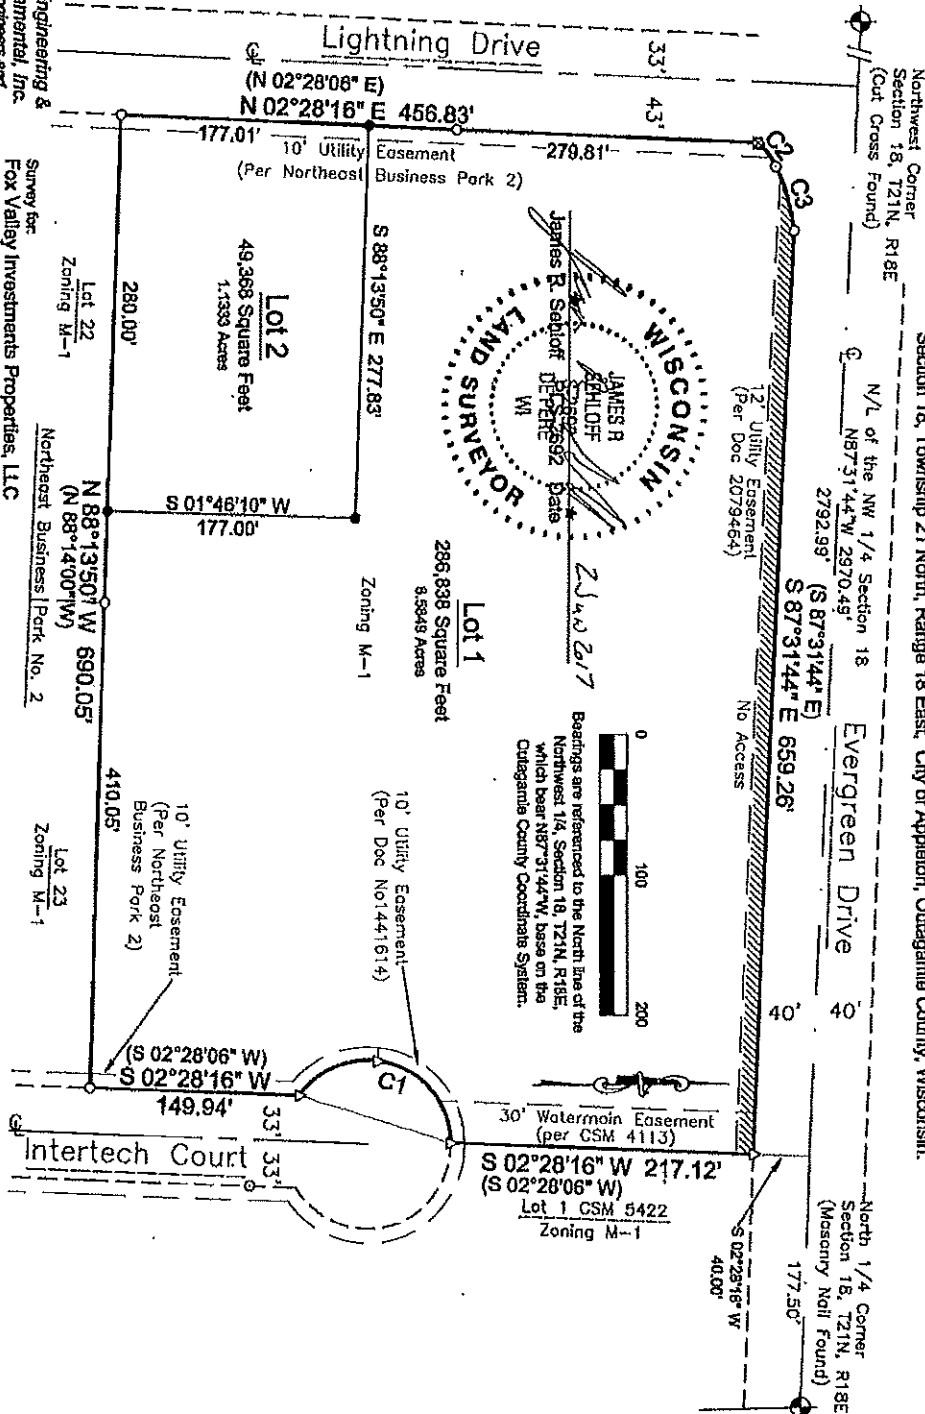 Section 18, Township 21 North, Range 18 East, City of Appleton, Outagamie County, Wisconsin.
Northwest Corner
Section 18, T21N, R18E
(Cut Cross Found)
N/L of the NW 1/4 Section 18
N87°31'44"W 2970.49'
2792.99'
Evergreen Drive
40'
40'
North 1/4 Corner
Section 18, T21N, R18E
(Masonry Nail Found)
177.50'
S 02°28'16" W
40.00'
(S 87°31'44" E)
S 87°31'44" E 659.26'
No Access
12' Utility Easement
(Per Doc 2079464)
C2
C3
Lightning Drive
33'
43'
(N 02°28'06" E)
N 02°28'16" E 456.83'
177.01'
279.81'
10' Utility Easement
(Per Northeast Business Park 2)
WISCONSIN
LAND SURVEYOR
JAMES R
SEHLOFF
DE PERE
WI
James R. Sehloff PLS-2692 Date
2 Jan 2017
0
100
200
Bearings are referenced to the North line of the
Northwest 1/4, Section 18, T21N, R18E,
which bear N87°31'44"W, base on the
Outagamie County Coordinate System.
30' Watermain Easement
(per CSM 4113)
S 02°28'16" W 217.12'
(S 02°28'06" W)
Lot 1 CSM 5422
Zoning M-1
Lot 1
286,838 Square Feet
6.5849 Acres
Zoning M-1
S 88°13'50" E 277.83'
S 01°46'10" W
177.00'
Lot 2
49,368 Square Feet
1.1333 Acres
10' Utility Easement
(Per Doc No1441614)
C1
10' Utility Easement
(Per Northeast
Business Park 2)
(S 02°28'06" W)
S 02°28'16" W
149.94'
33'
33'
Intertech Court
280.00'
N 88°13'50" W 690.05'
(N 88°14'00" W)
410.05'
Lot 22
Zoning M-1
Northeast Business Park No. 2
Lot 23
Zoning M-1
Survey for:
Fox Valley Investments Properties, LLC